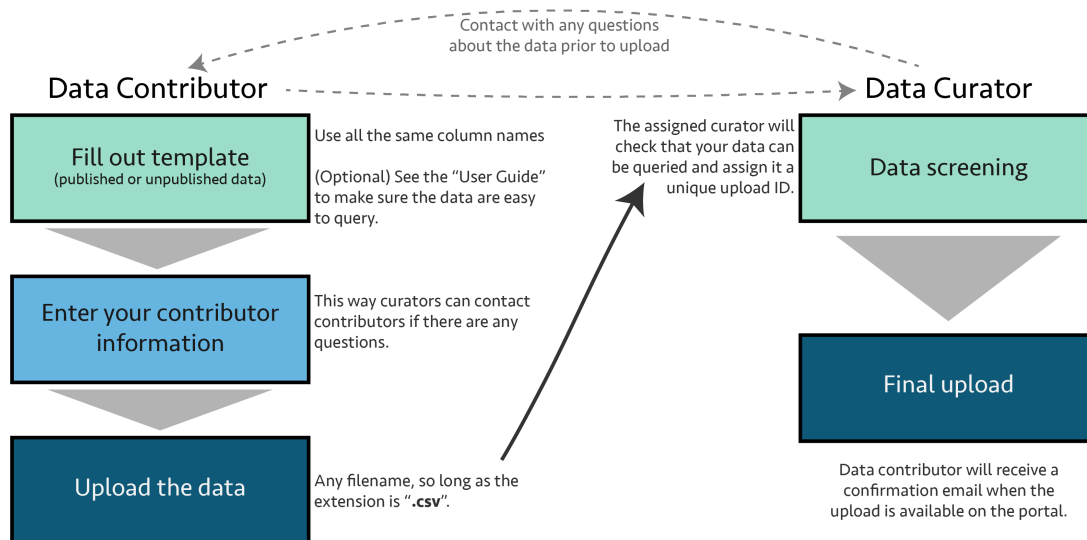 Contact with any questions
about the data prior to upload
Data Contributor
Data Curator
Fill out template
(published or unpublished data)
Use all the same column names
(Optional) See the “User Guide”
to make sure the data are easy
to query.
Enter your contributor
information
This way curators can contact
contributors if there are any
questions.
Upload the data
Any filename, so long as the
extension is “.csv”.
The assigned curator will
check that your data can
be queried and assign it a
unique upload ID.
Data screening
Final upload
Data contributor will receive a
confirmation email when the
upload is available on the portal.